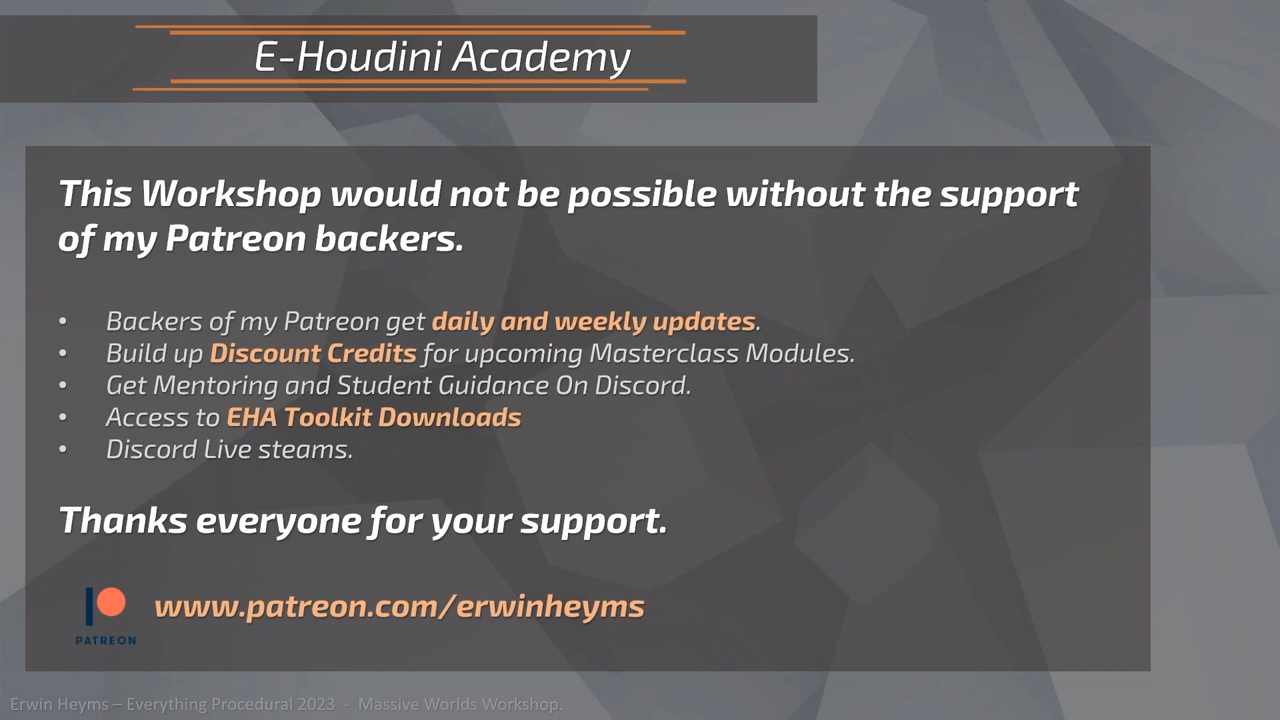 E-Houdini Academy
This Workshop would not be possible without the support
of my Patreon backers.
• Backers of my Patreon get daily and weekly updates.
• Build up Discount Credits for upcoming Masterclass Modules.
• Get Mentoring and Student Guidance On Discord.
• Access to EHA Toolkit Downloads
• Discord Live steams.
Thanks everyone for your support.
www.patreon.com/erwinheyms
PATREON
Erwin Heyms – Everything Procedural 2023 - Massive Worlds Workshop.